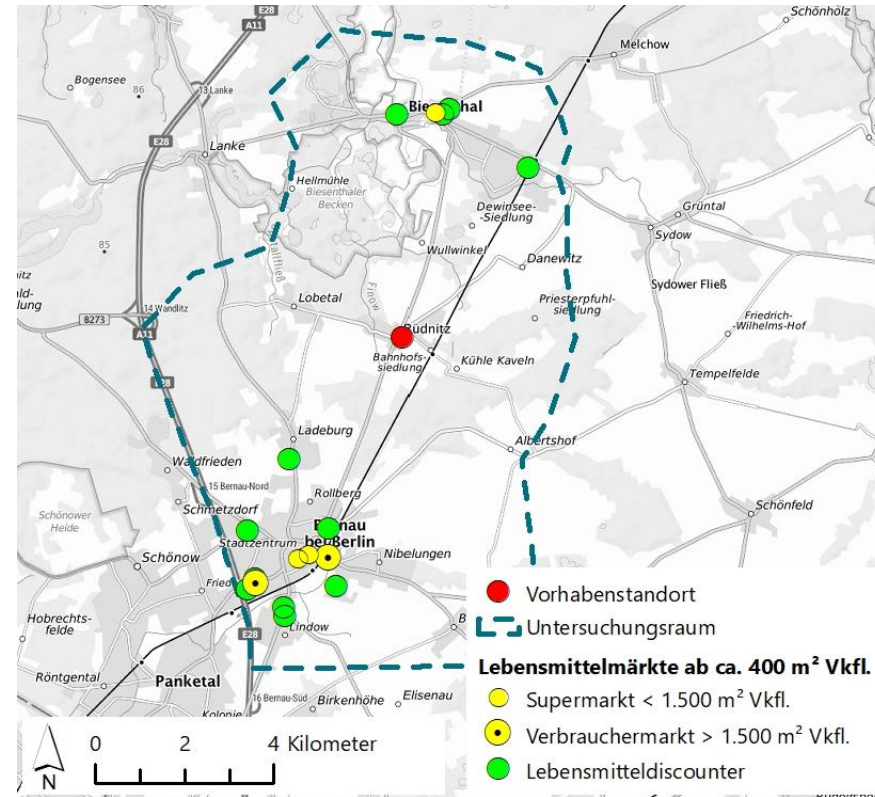 E28
A11
Schönholz
Melchow
Bogensee
86
13 Lanke
E28
Lanke
Hellmühle
Biesenthaler
Becken
Dewinsee-
-Siedlung
Grüntal
Sydow
85
Wullwinkel
Danewitz
Sydower Fließ
Finow
Lobetal
Priesterpfuhl-
siedlung
Friedrich-
-Wilhelms-Hof
14 Wandlitz
B273
A11
Rüdnitz
Bahnhofs-
siedlung
Kühle Kaveln
Tempelfelde
E28
Ladeburg
Albertshof
Waldfrieden
15 Bernau-Nord
Rollberg
Schönower
Heide
Schmetzdorf
Schönfeld
Stadtzentrum
bei Berlin
Nibelungen
Schönow
Hobrechts-
felde
Lindow
E28
Röntgental
Panketal
16 Bernau-Süd
Birkenhöhe
Elisenau
Kolonie
Vorhabenstandort
Untersuchungsraum
Lebensmittelmärkte ab ca. 400 m² Vkfl.
Supermarkt < 1.500 m² Vkfl.
Verbrauchermarkt > 1.500 m² Vkfl.
Lebensmitteldiscounter
0 2 4 Kilometer
N